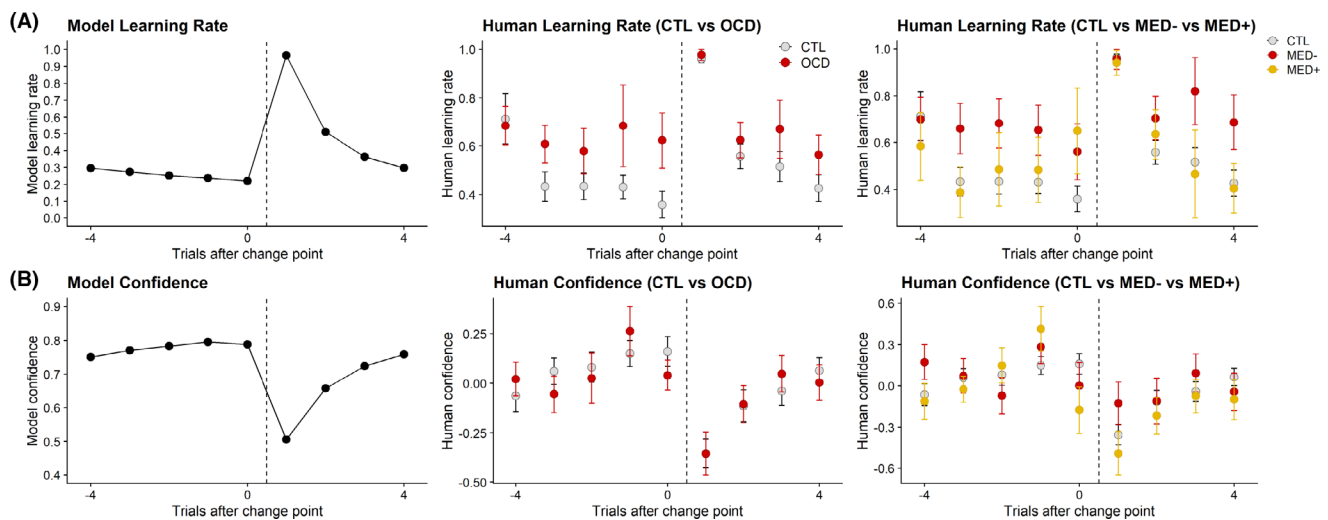 (A)
Model Learning Rate
Model learning rate
1.0
0.9
0.8
0.7
0.6
0.5
0.4
0.3
0.2
0.1
0.0
-4
0
4
Trials after change point
Human Learning Rate (CTL vs OCD)
Human learning rate
1.0
0.8
0.6
0.4
-4
0
4
Trials after change point
CTL
OCD
Human Learning Rate (CTL vs MED- vs MED+)
Human learning rate
1.0
0.8
0.6
0.4
-4
0
4
Trials after change point
CTL
MED-
MED+
(B)
Model Confidence
Model confidence
0.9
0.8
0.7
0.6
0.5
0.4
-4
0
4
Trials after change point
Human Confidence (CTL vs OCD)
Human confidence
0.25
0.00
-0.25
-0.50
-4
0
4
Trials after change point
Human Confidence (CTL vs MED- vs MED+)
Human confidence
0.6
0.3
0.0
-0.3
-0.6
-4
0
4
Trials after change point